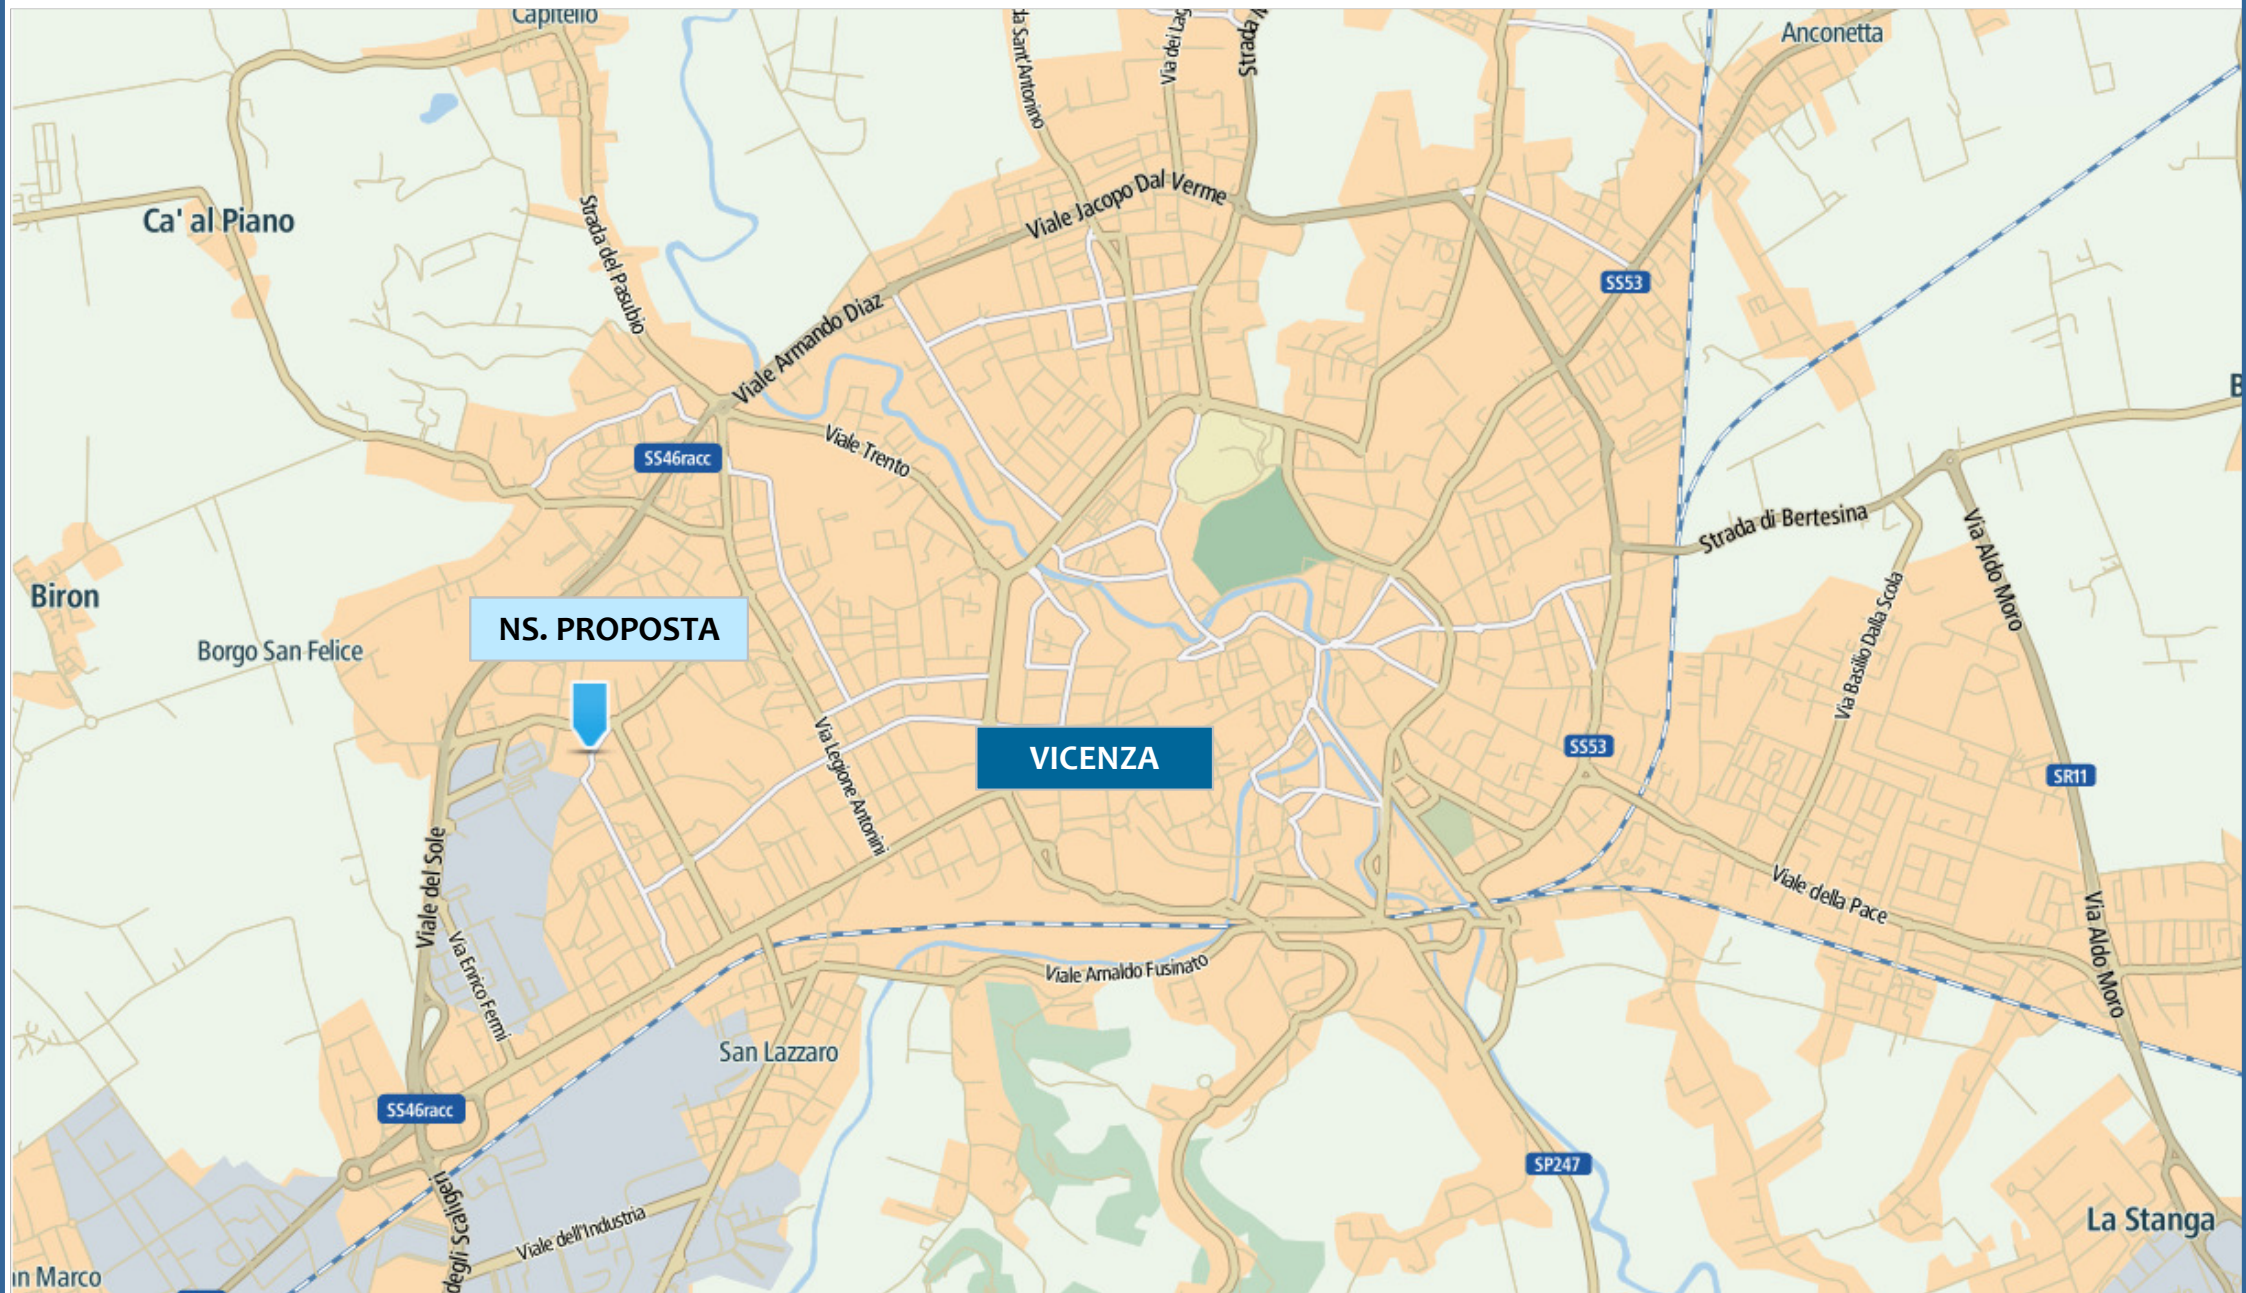 Capitello
da Sant'Antonino
Via dei Lag
Strada
Anconetta
Ca' al Piano
Strada del Pasubio
Viale Jacopo Dal Verme
SS53
Viale Armando Diaz
B
SS46racc
Viale Trento
Strada di Bertesina
Via Aldo Moro
Biron
NS. PROPOSTA
Borgo San Felice
Via Basilio Dalla Scola
VICENZA
Via Legione Antonini
SS53
SR11
Viale del Sole
Viale della Pace
Via Enrico Fermi
Viale Arnaldo Fusinato
Via Aldo Moro
San Lazzaro
SS46racc
SP247
degli Scaligeri
Viale dell'Industria
La Stanga
n Marco